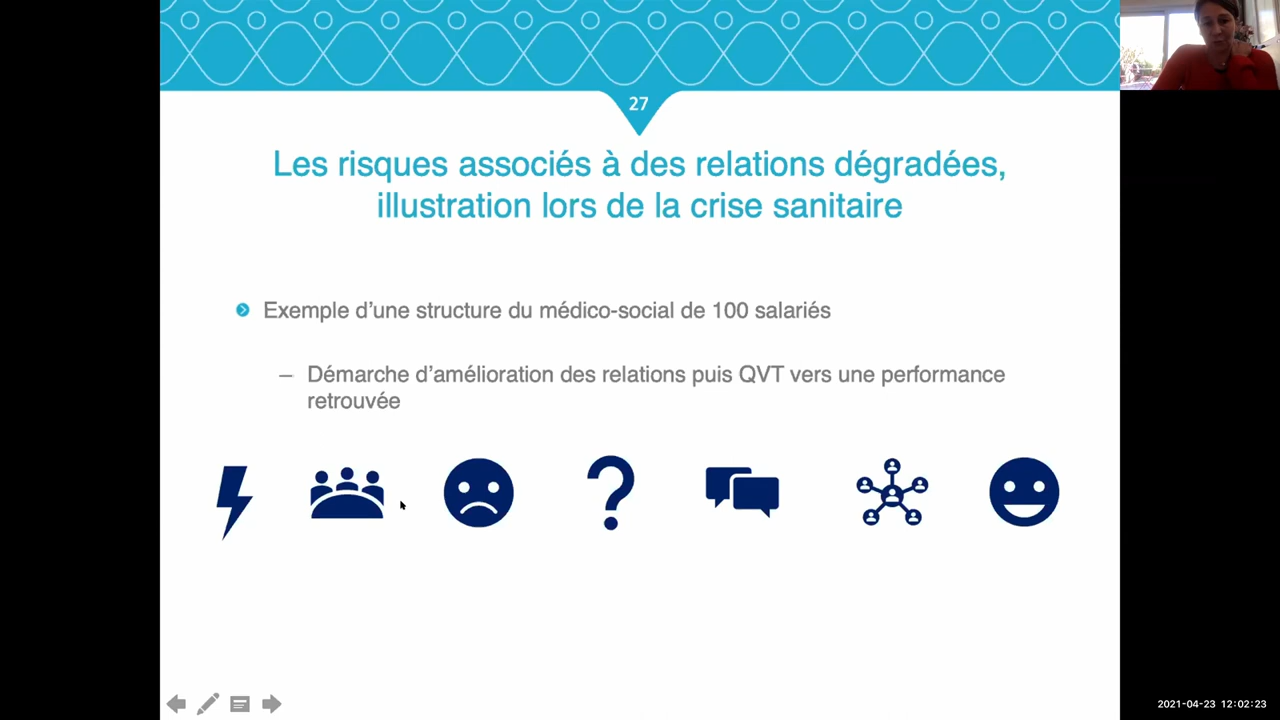 27
Les risques associés à des relations dégradées,
illustration lors de la crise sanitaire
Exemple d’une structure du médico-social de 100 salariés
– Démarche d’amélioration des relations puis QVT vers une performance
retrouvée
?
2021-04-23 12:02:23